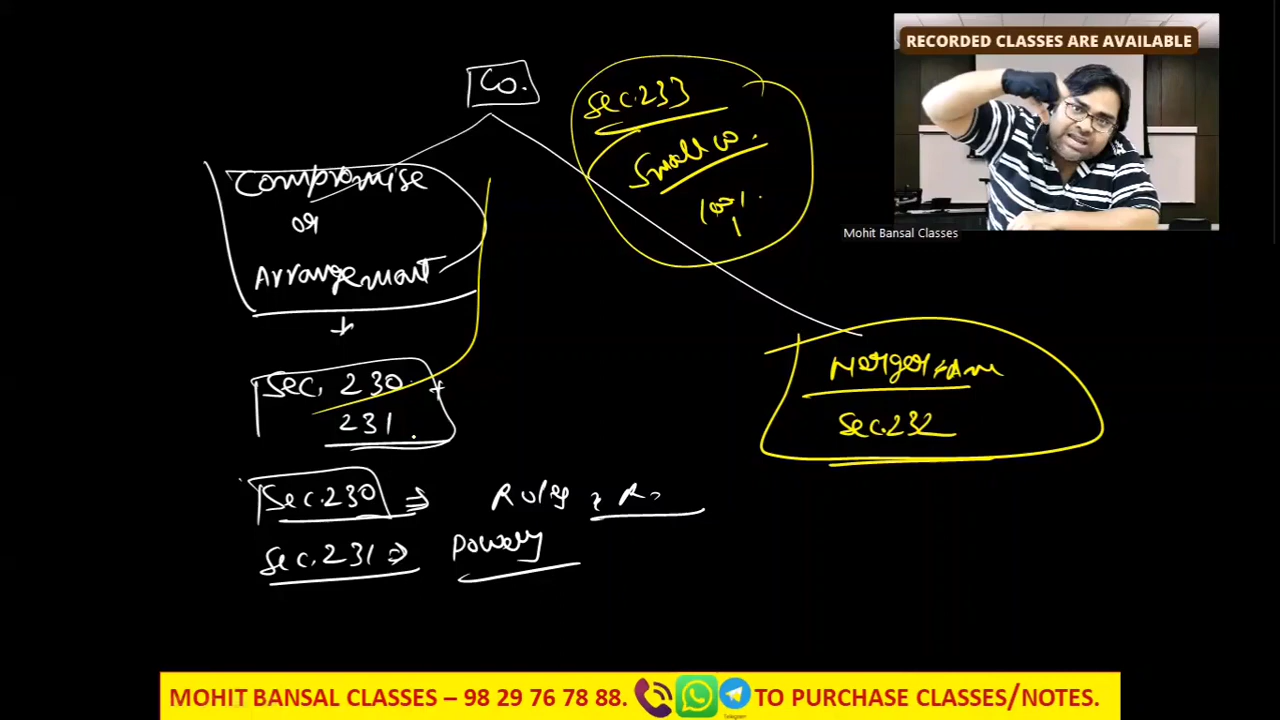 RECORDED CLASSES ARE AVAILABLE
Co.
Sec.233
Small co.
100%
Compromise
or
Arrangement
Mohit Bansal Classes
Merger
Sec.232
Sec. 230 +
231.
Sec.230 ⇒ Rules
Sec.231 ⇒ powers
MOHIT BANSAL CLASSES – 98 29 76 78 88. TO PURCHASE CLASSES/NOTES.
Telegram